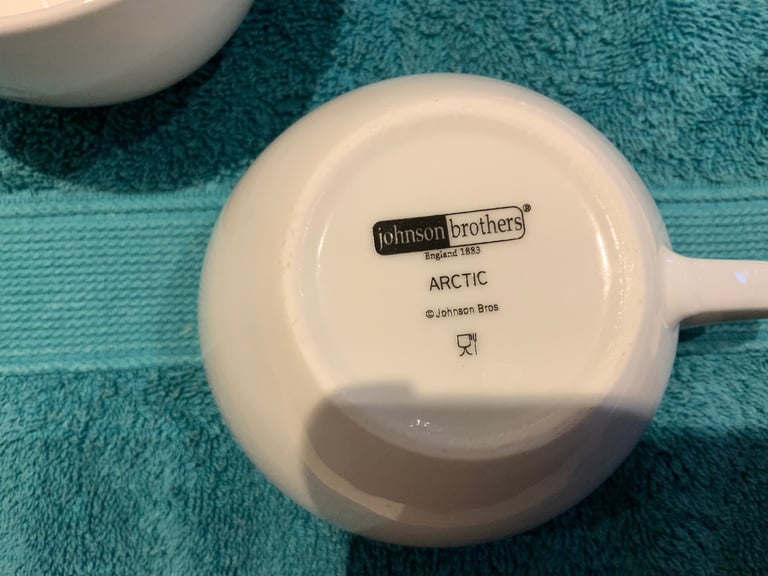 johnson brothers®
England 1883
ARCTIC
©Johnson Bros